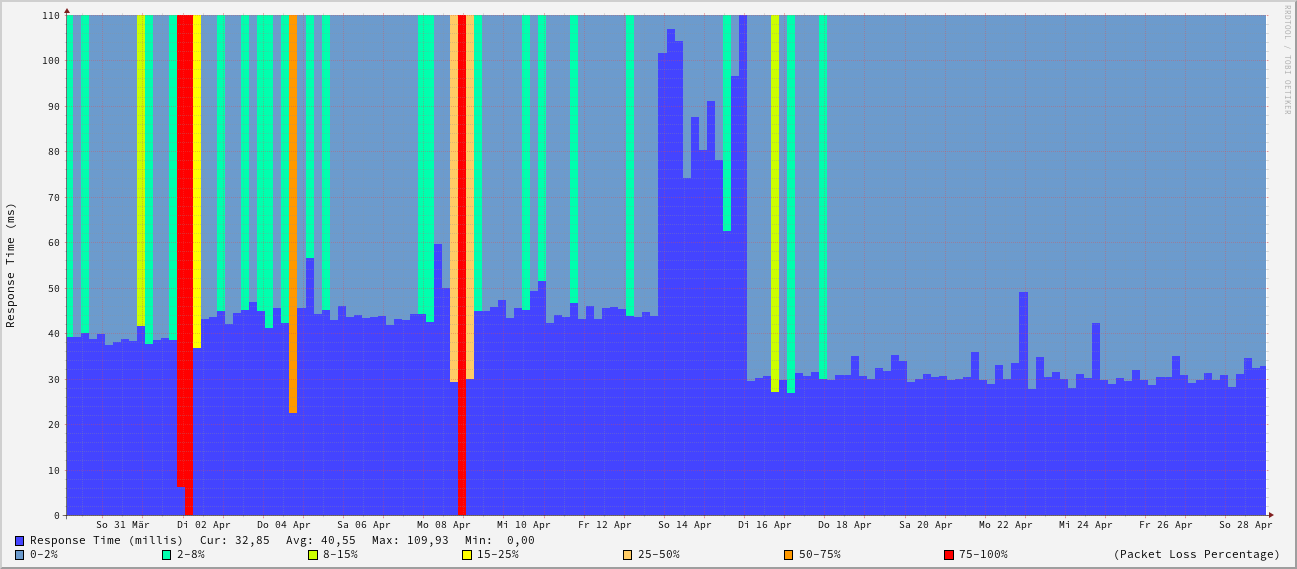 RRDTOOL / TOBI OETIKER
Response Time (ms)
110
100
90
80
70
60
50
40
30
20
10
0
So 31 Mär Di 02 Apr Do 04 Apr Sa 06 Apr Mo 08 Apr Mi 10 Apr Fr 12 Apr So 14 Apr Di 16 Apr Do 18 Apr Sa 20 Apr Mo 22 Apr Mi 24 Apr Fr 26 Apr So 28 Apr
Response Time (millis) Cur: 32,85 Avg: 40,55 Max: 109,93 Min: 0,00
0-2% 2-8% 8-15% 15-25% 25-50% 50-75% 75-100% (Packet Loss Percentage)